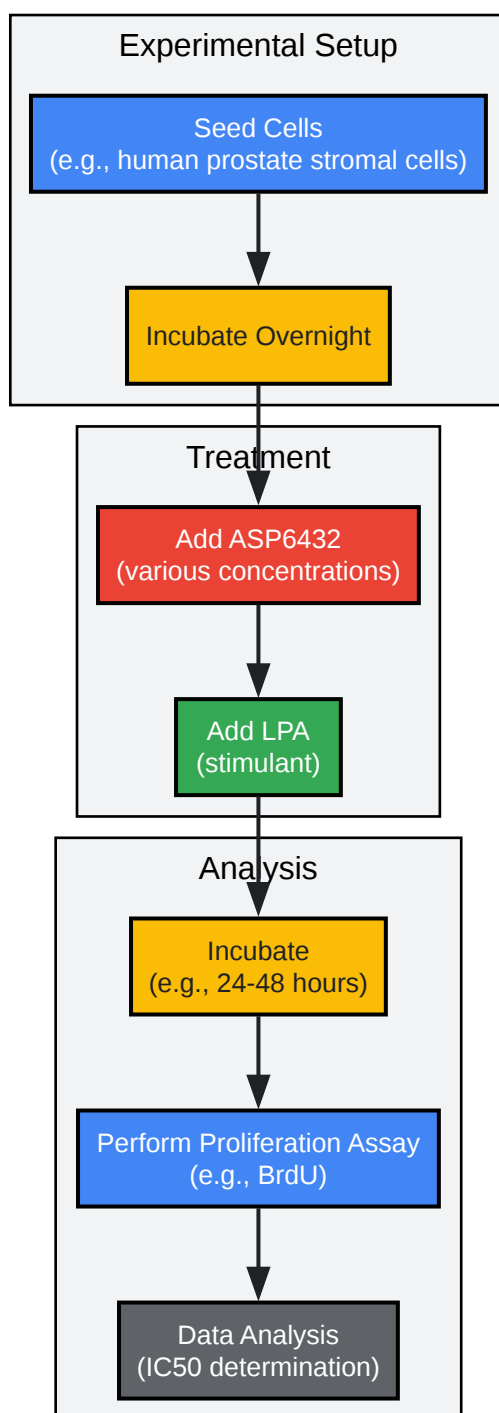 Experimental Setup
Seed Cells
(e.g., human prostate stromal cells)
Incubate Overnight
Treatment
Add ASP6432
(various concentrations)
Add LPA
(stimulant)
Analysis
Incubate
(e.g., 24-48 hours)
Perform Proliferation Assay
(e.g., BrdU)
Data Analysis
(IC50 determination)